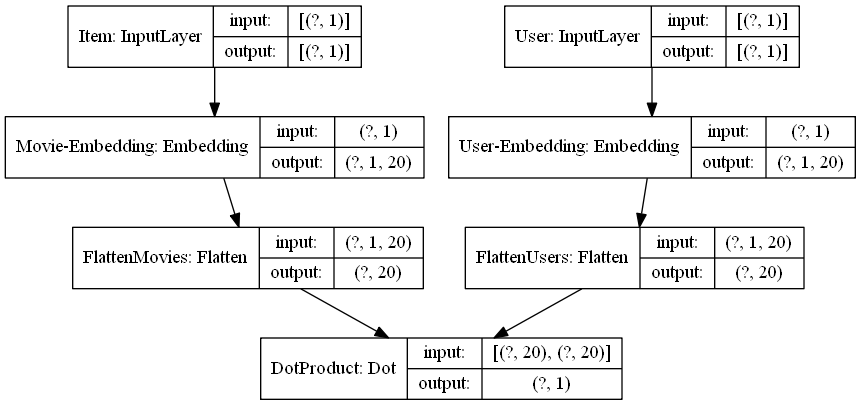 Item: InputLayer
input: [(?, 1)]
output: [(?, 1)]
User: InputLayer
input: [(?, 1)]
output: [(?, 1)]
Movie-Embedding: Embedding
input: (?, 1)
output: (?, 1, 20)
User-Embedding: Embedding
input: (?, 1)
output: (?, 1, 20)
FlattenMovies: Flatten
input: (?, 1, 20)
output: (?, 20)
FlattenUsers: Flatten
input: (?, 1, 20)
output: (?, 20)
DotProduct: Dot
input: [(?, 20), (?, 20)]
output: (?, 1)